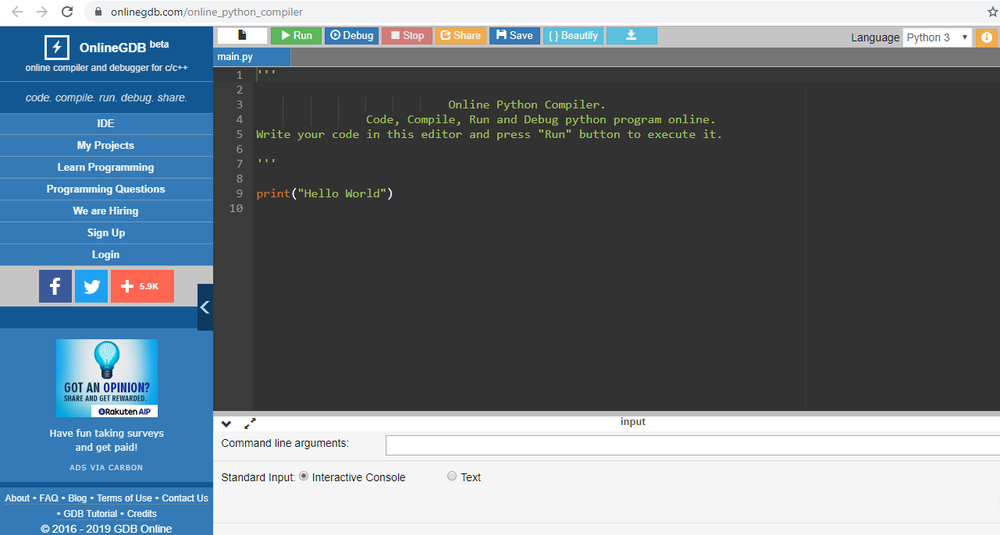 onlinegdb.com/online_python_compiler
OnlineGDB beta
online compiler and debugger for c/c++
code. compile. run. debug. share.
IDE
My Projects
Learn Programming
Programming Questions
We are Hiring
Sign Up
Login
5.9K
GOT AN OPINION?
SHARE AND GET REWARDED.
Rakuten AIP
Have fun taking surveys
and get paid!
ADS VIA CARBON
About • FAQ • Blog • Terms of Use • Contact Us
• GDB Tutorial • Credits
© 2016 - 2019 GDB Online
Run Debug Stop Share Save { } Beautify Language Python 3
main.py
1 '''
2
3 Online Python Compiler.
4 Code, Compile, Run and Debug python program online.
5 Write your code in this editor and press "Run" button to execute it.
6
7 '''
8
9 print("Hello World")
10
input
Command line arguments:
Standard Input: Interactive Console Text